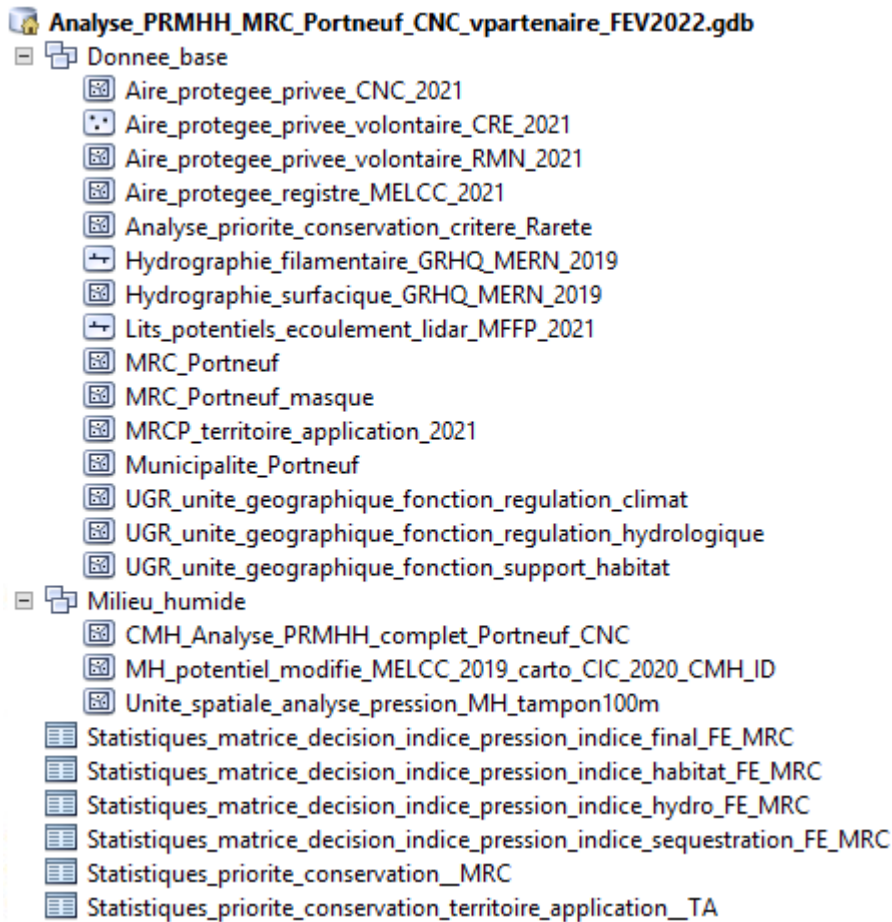 Analyse_PRMHH_MRC_Portneuf_CNC_vpartenaire_FEV2022.gdb
Donnee_base
Aire_protegee_privee_CNC_2021
Aire_protegee_privee_volontaire_CRE_2021
Aire_protegee_privee_volontaire_RMN_2021
Aire_protegee_registre_MELCC_2021
Analyse_priorite_conservation_critere_Rarete
Hydrographie_filamentaire_GRHQ_MERN_2019
Hydrographie_surfacique_GRHQ_MERN_2019
Lits_potentiels_ecoulement_lidar_MFFP_2021
MRC_Portneuf
MRC_Portneuf_masque
MRCP_territoire_application_2021
Municipalite_Portneuf
UGR_unite_geographique_fonction_regulation_climat
UGR_unite_geographique_fonction_regulation_hydrologique
UGR_unite_geographique_fonction_support_habitat
Milieu_humide
CMH_Analyse_PRMHH_complet_Portneuf_CNC
MH_potentiel_modifie_MELCC_2019_carto_CIC_2020_CMH_ID
Unite_spatiale_analyse_pression_MH_tampon100m
Statistiques_matrice_decision_indice_pression_indice_final_FE_MRC
Statistiques_matrice_decision_indice_pression_indice_habitat_FE_MRC
Statistiques_matrice_decision_indice_pression_indice_hydro_FE_MRC
Statistiques_matrice_decision_indice_pression_indice_sequestration_FE_MRC
Statistiques_priorite_conservation__MRC
Statistiques_priorite_conservation_territoire_application__TA